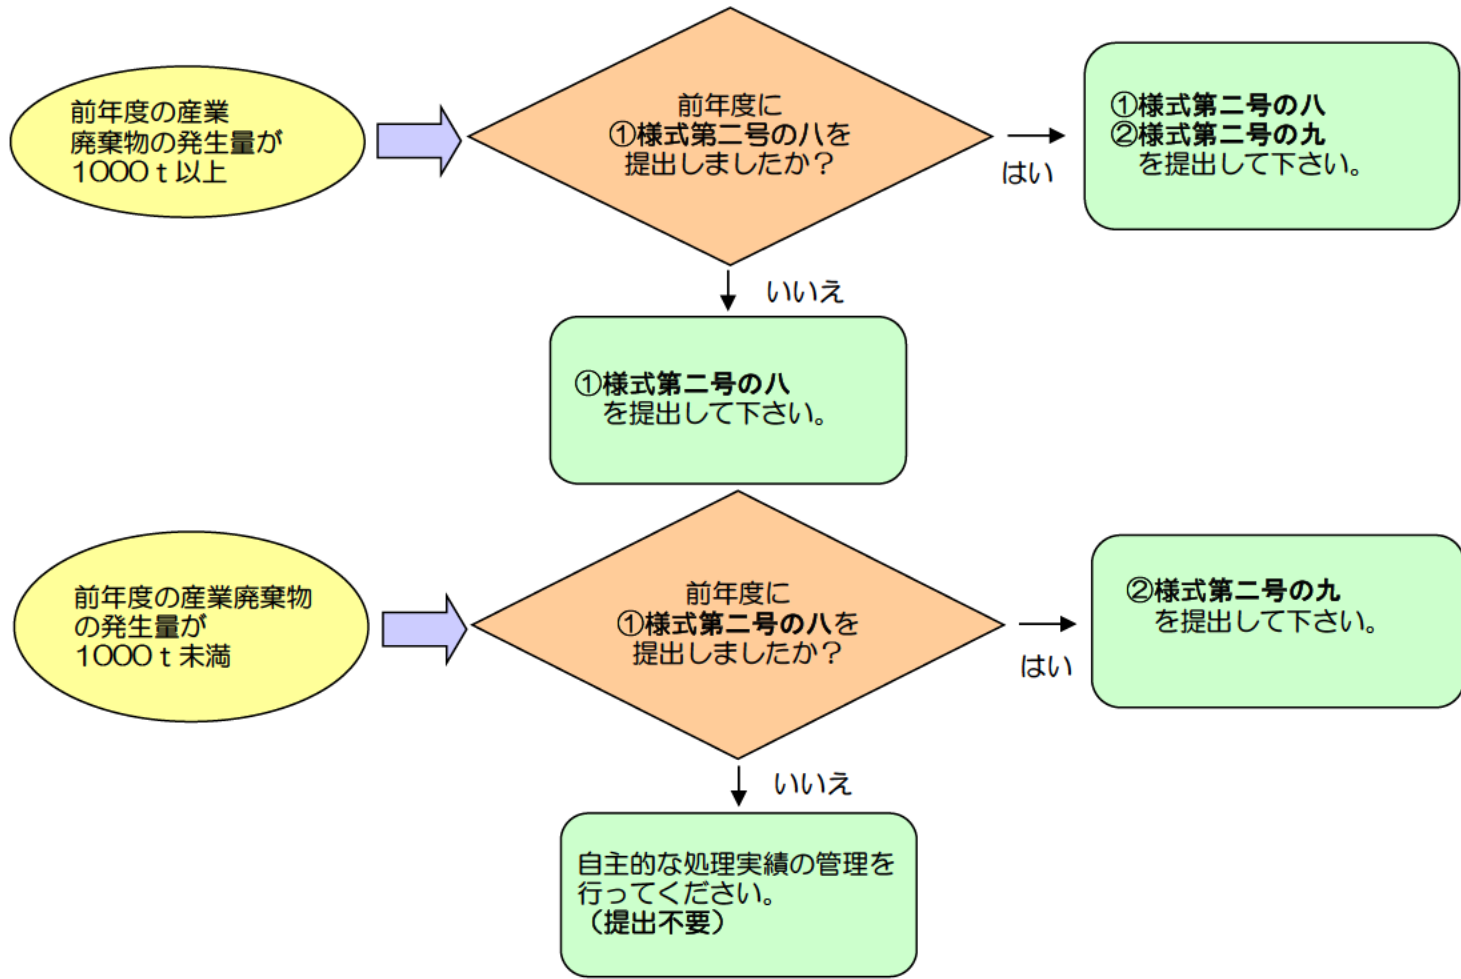 前年度の産業
廃棄物の発生量が
1000ｔ以上
前年度に
①様式第二号の八を
提出しましたか？
はい
①様式第二号の八
②様式第二号の九
を提出して下さい。
いいえ
①様式第二号の八
を提出して下さい。
前年度の産業廃棄物
の発生量が
1000ｔ未満
前年度に
①様式第二号の八を
提出しましたか？
はい
②様式第二号の九
を提出して下さい。
いいえ
自主的な処理実績の管理を
行ってください。
（提出不要）